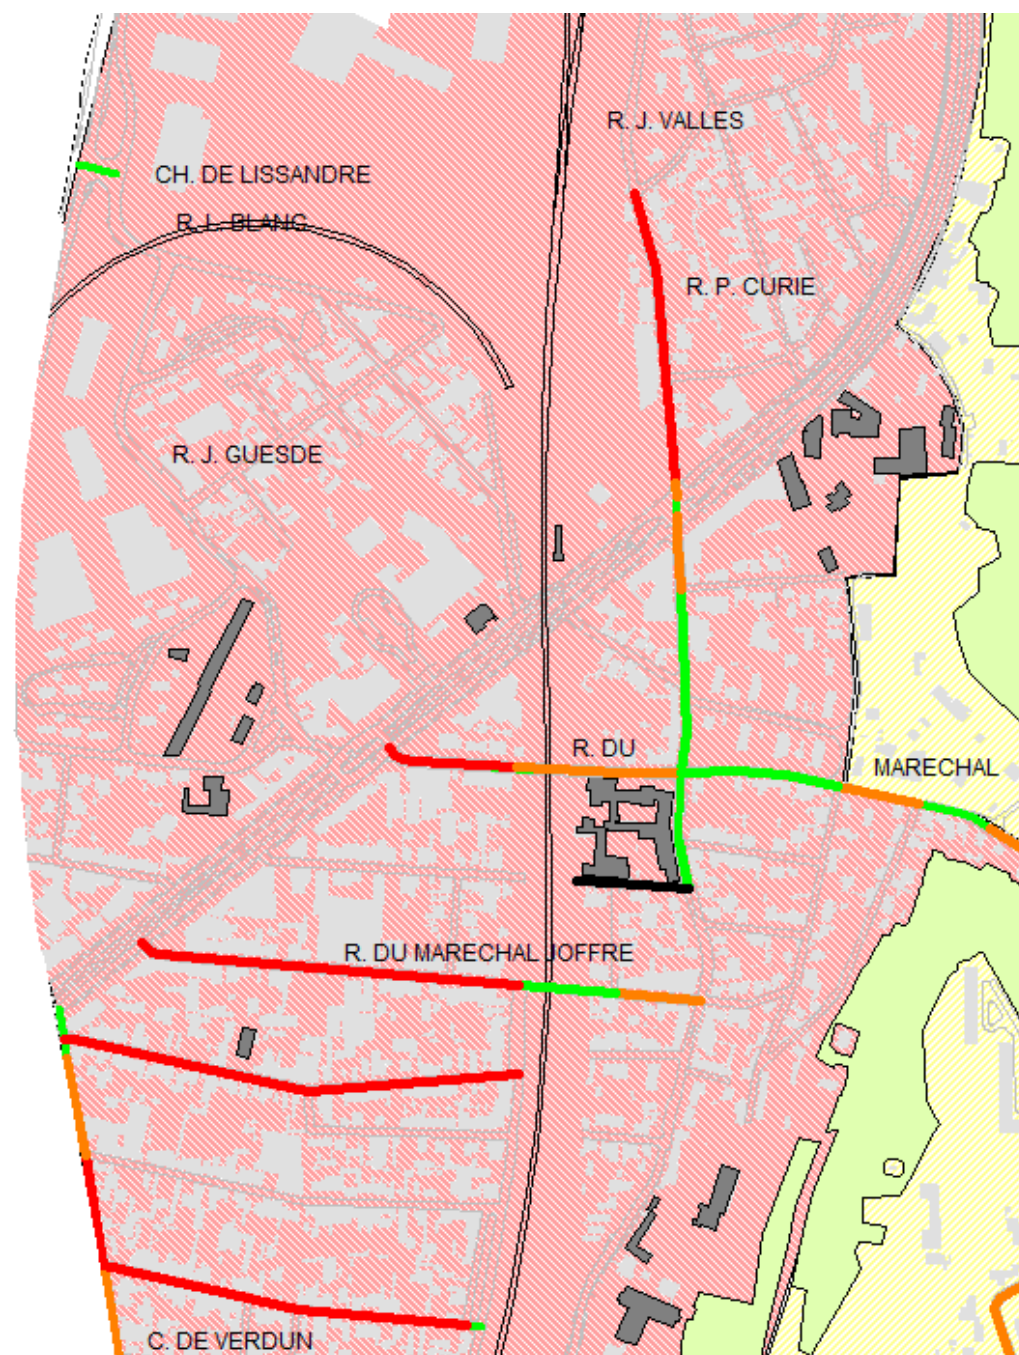 R. J. VALLES
CH. DE LISSANDRE
R. L. BLANC
R. P. CURIE
R. J. GUESDE
R. DU
MARECHAL
R. DU MARECHAL JOFFRE
C. DE VERDUN